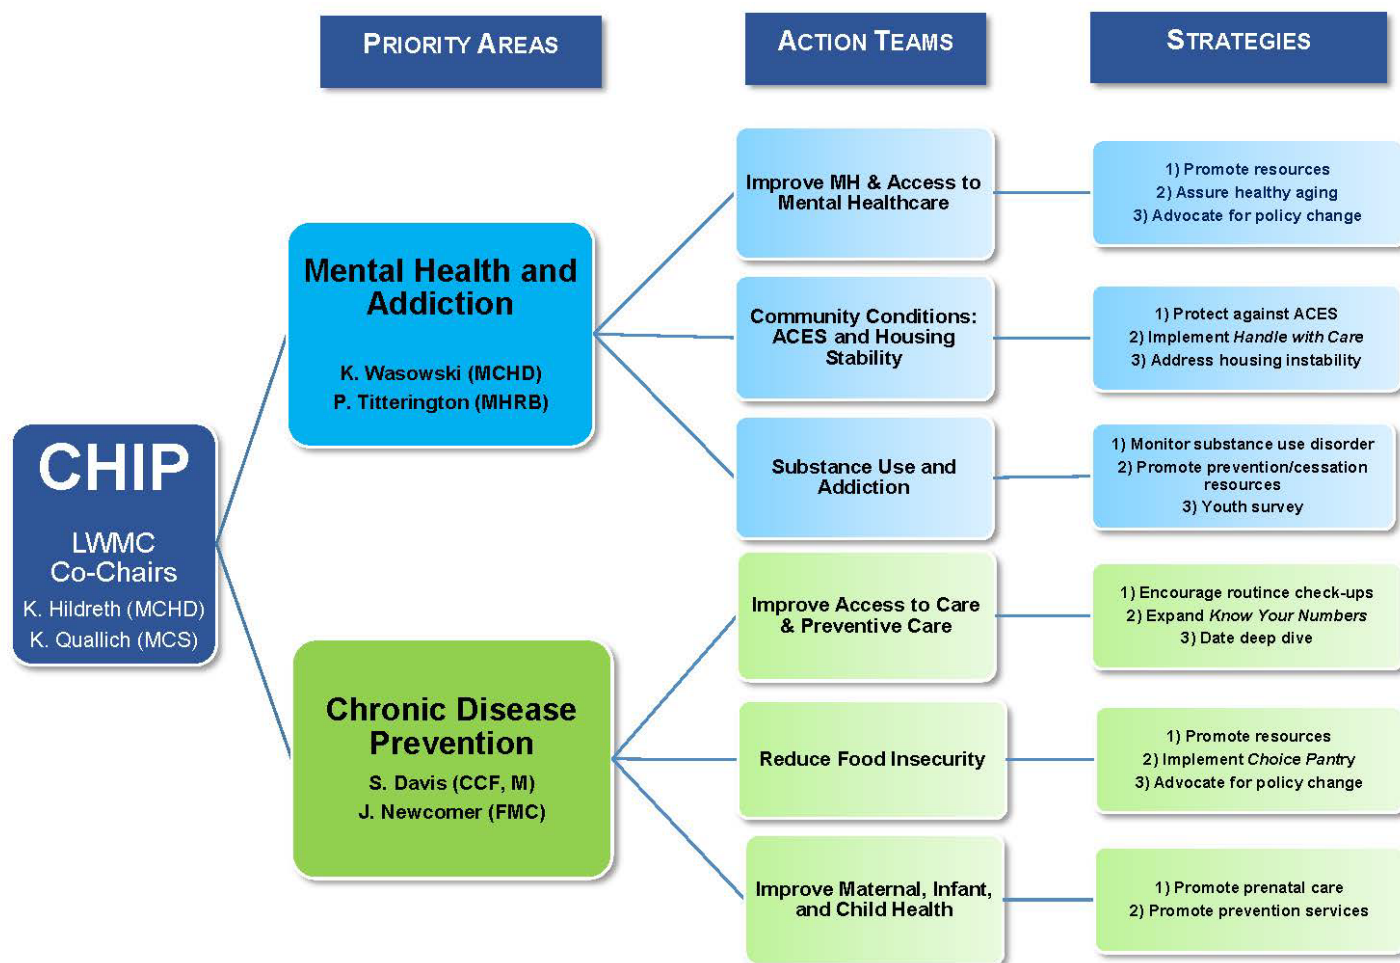 PRIORITY AREAS
ACTION TEAMS
STRATEGIES
CHIP
LWMC
Co-Chairs
K. Hildreth (MCHD)
K. Quallich (MCS)
Mental Health and
Addiction
K. Wasowski (MCHD)
P. Titterington (MHRB)
Improve MH & Access to
Mental Healthcare
1) Promote resources
2) Assure healthy aging
3) Advocate for policy change
Community Conditions:
ACES and Housing
Stability
1) Protect against ACES
2) Implement Handle with Care
3) Address housing instability
Substance Use and
Addiction
1) Monitor substance use disorder
2) Promote prevention/cessation
resources
3) Youth survey
Chronic Disease
Prevention
S. Davis (CCF, M)
J. Newcomer (FMC)
Improve Access to Care
& Preventive Care
1) Encourage routince check-ups
2) Expand Know Your Numbers
3) Date deep dive
Reduce Food Insecurity
1) Promote resources
2) Implement Choice Pantry
3) Advocate for policy change
Improve Maternal, Infant,
and Child Health
1) Promote prenatal care
2) Promote prevention services